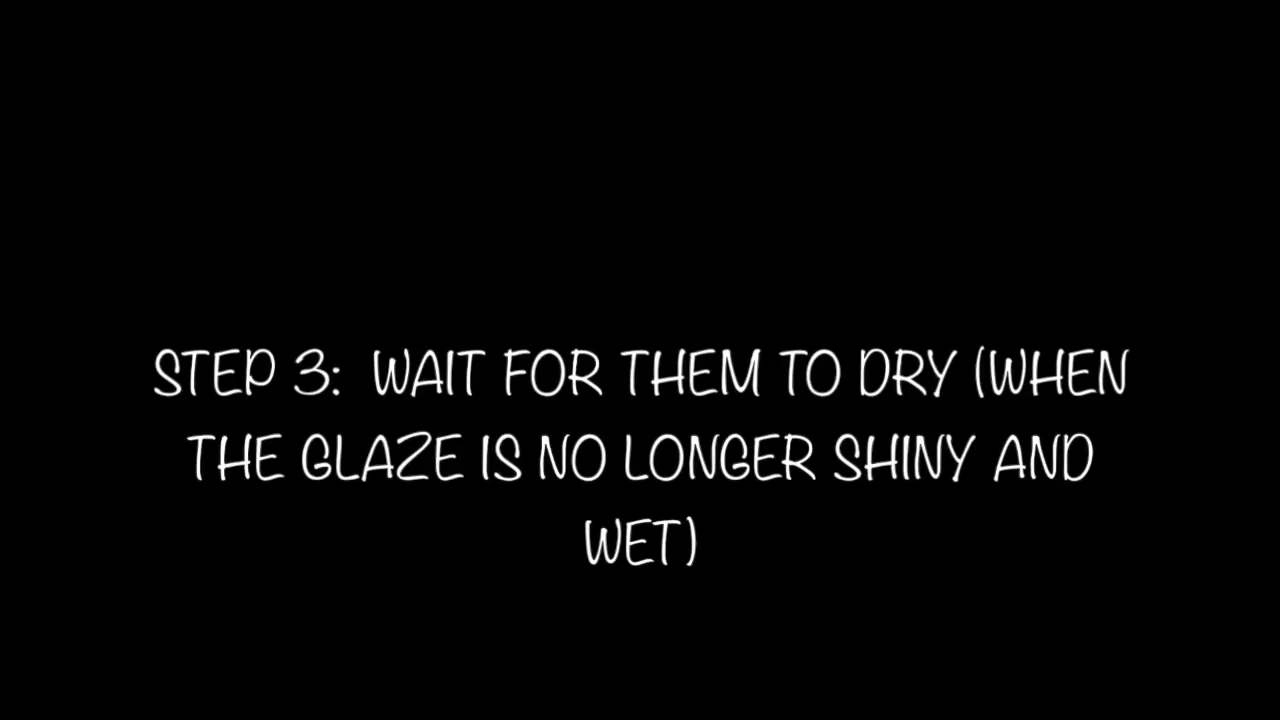 STEP 3:  WAIT FOR THEM TO DRY (WHEN
THE GLAZE IS NO LONGER SHINY AND
WET)